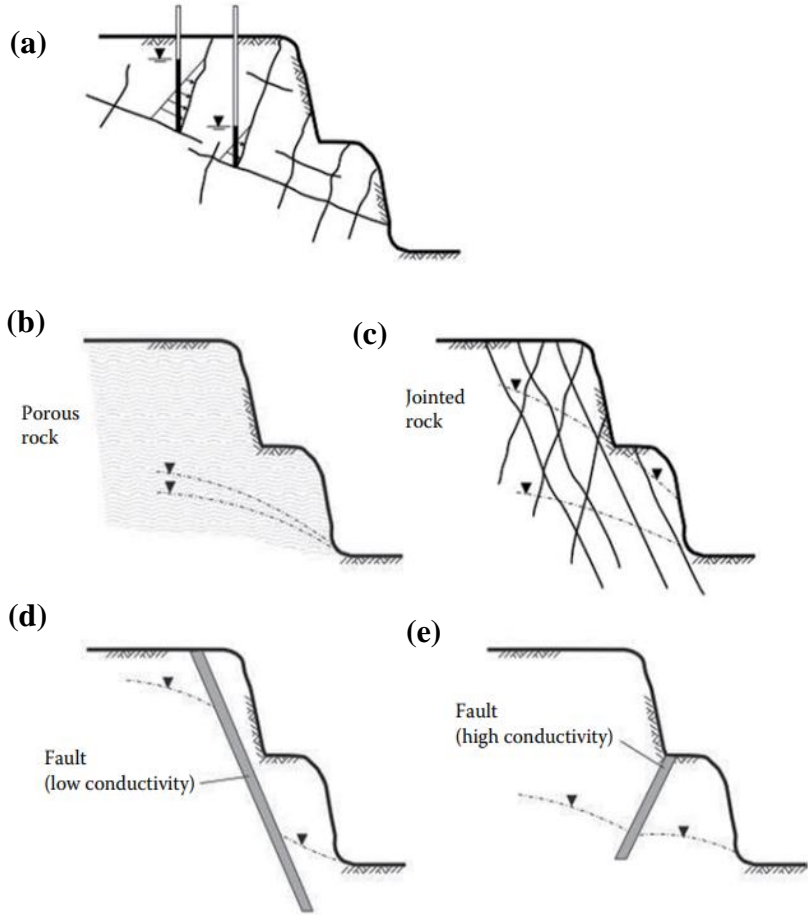 (a)
(b)
(c)
Porous
rock
Jointed
rock
(d)
(e)
Fault
(low conductivity)
Fault
(high conductivity)